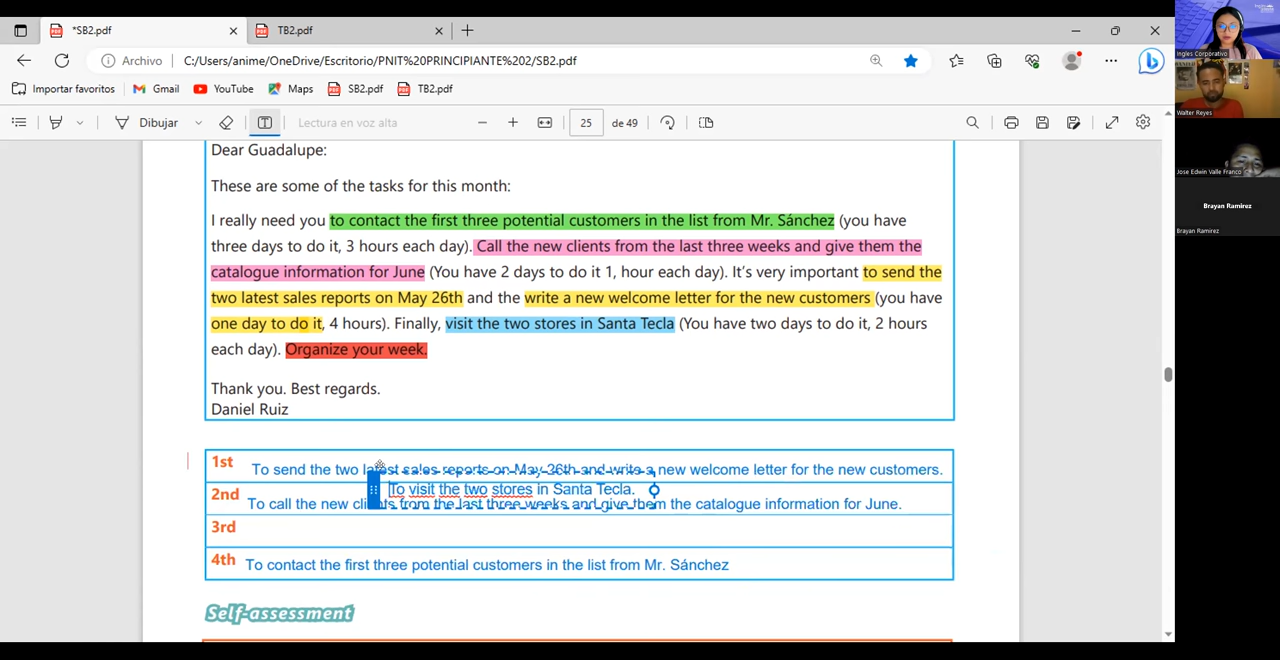 *SB2.pdf
TB2.pdf
Archivo
C:/Users/anime/OneDrive/Escritorio/PNIT%20PRINCIPIANTE%202/SB2.pdf
Importar favoritos
Gmail
YouTube
Maps
SB2.pdf
TB2.pdf
Dibujar
Lectura en voz alta
25
de 49
Dear Guadalupe:
These are some of the tasks for this month:
I really need you to contact the first three potential customers in the list from Mr. Sánchez (you have
three days to do it, 3 hours each day). Call the new clients from the last three weeks and give them the
catalogue information for June (You have 2 days to do it 1, hour each day). It's very important to send the
two latest sales reports on May 26th and the write a new welcome letter for the new customers (you have
one day to do it, 4 hours). Finally, visit the two stores in Santa Tecla (You have two days to do it, 2 hours
each day). Organize your week.
Thank you. Best regards.
Daniel Ruiz
1st To send the two latest sales reports on May 26th and write a new welcome letter for the new customers.
To visit the two stores in Santa Tecla.
2nd To call the new clients from the last three weeks and give them the catalogue information for June.
3rd
4th To contact the first three potential customers in the list from Mr. Sánchez
Self-assessment
Ingles Corporativo
Walter Reyes
Jose Edwin Valle Franco
Brayan Ramirez
Brayan Ramirez